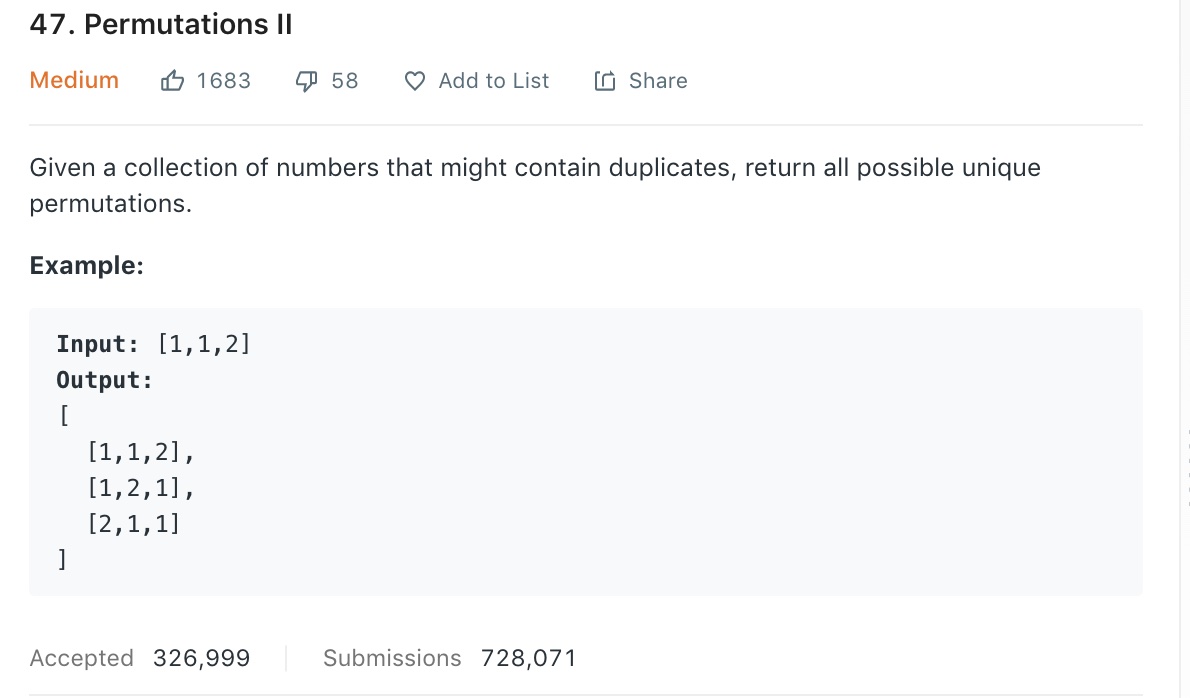 47. Permutations II
Medium 1683 58 Add to List Share
Given a collection of numbers that might contain duplicates, return all possible unique
permutations.
Example:
Input: [1,1,2]
Output:
[
  [1,1,2],
  [1,2,1],
  [2,1,1]
]
Accepted 326,999 Submissions 728,071